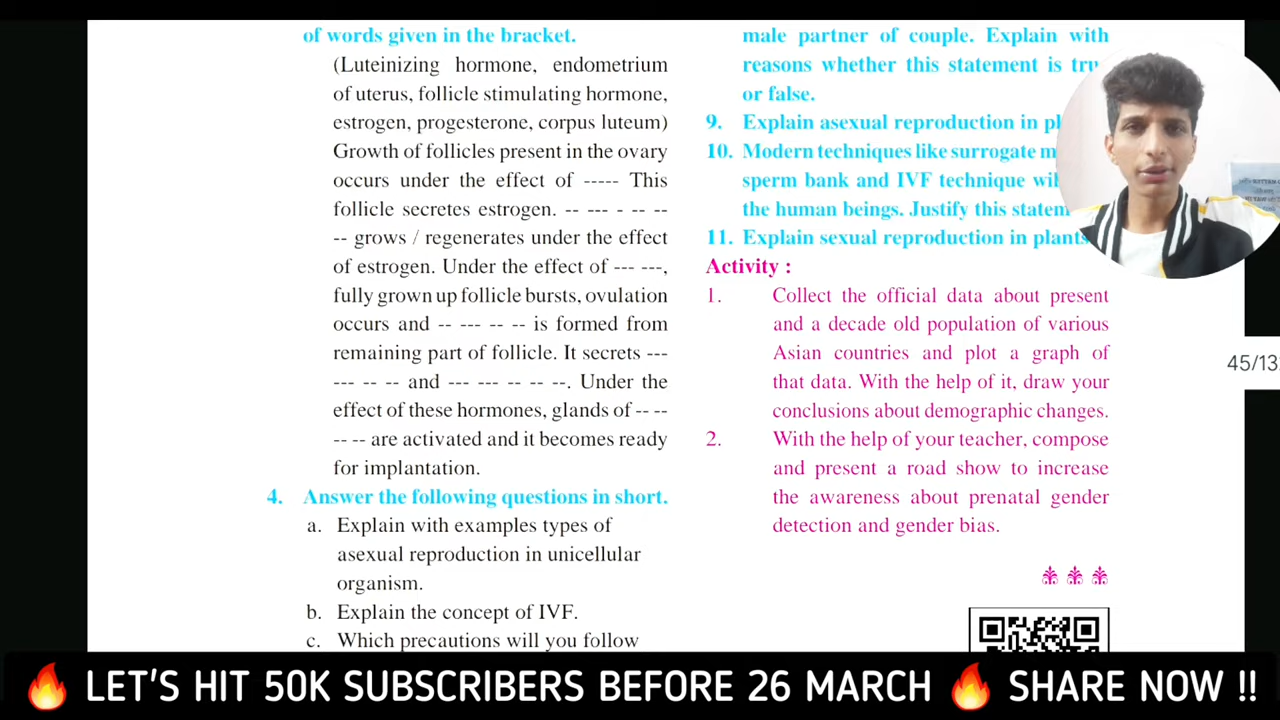 of words given in the bracket.
(Luteinizing hormone, endometrium
of uterus, follicle stimulating hormone,
estrogen, progesterone, corpus luteum)
Growth of follicles present in the ovary
occurs under the effect of ----- This
follicle secretes estrogen. -- --- - -- --
-- grows / regenerates under the effect
of estrogen. Under the effect of --- ---,
fully grown up follicle bursts, ovulation
occurs and -- --- -- -- is formed from
remaining part of follicle. It secrets ---
--- -- -- and --- --- -- -- --. Under the
effect of these hormones, glands of -- --
-- -- are activated and it becomes ready
for implantation.
4. Answer the following questions in short.
a. Explain with examples types of
asexual reproduction in unicellular
organism.
b. Explain the concept of IVF.
c. Which precautions will you follow
male partner of couple. Explain with
reasons whether this statement is
or false.
9. Explain asexual reproduction in
10. Modern techniques like surrogate
sperm bank and IVF technique
the human beings. Justify this
11. Explain sexual reproduction in plants
Activity :
1. Collect the official data about present
and a decade old population of various
Asian countries and plot a graph of
that data. With the help of it, draw your
conclusions about demographic changes.
2. With the help of your teacher, compose
and present a road show to increase
the awareness about prenatal gender
detection and gender bias.
45/13
🔥 LET'S HIT 50K SUBSCRIBERS BEFORE 26 MARCH 🔥 SHARE NOW !!